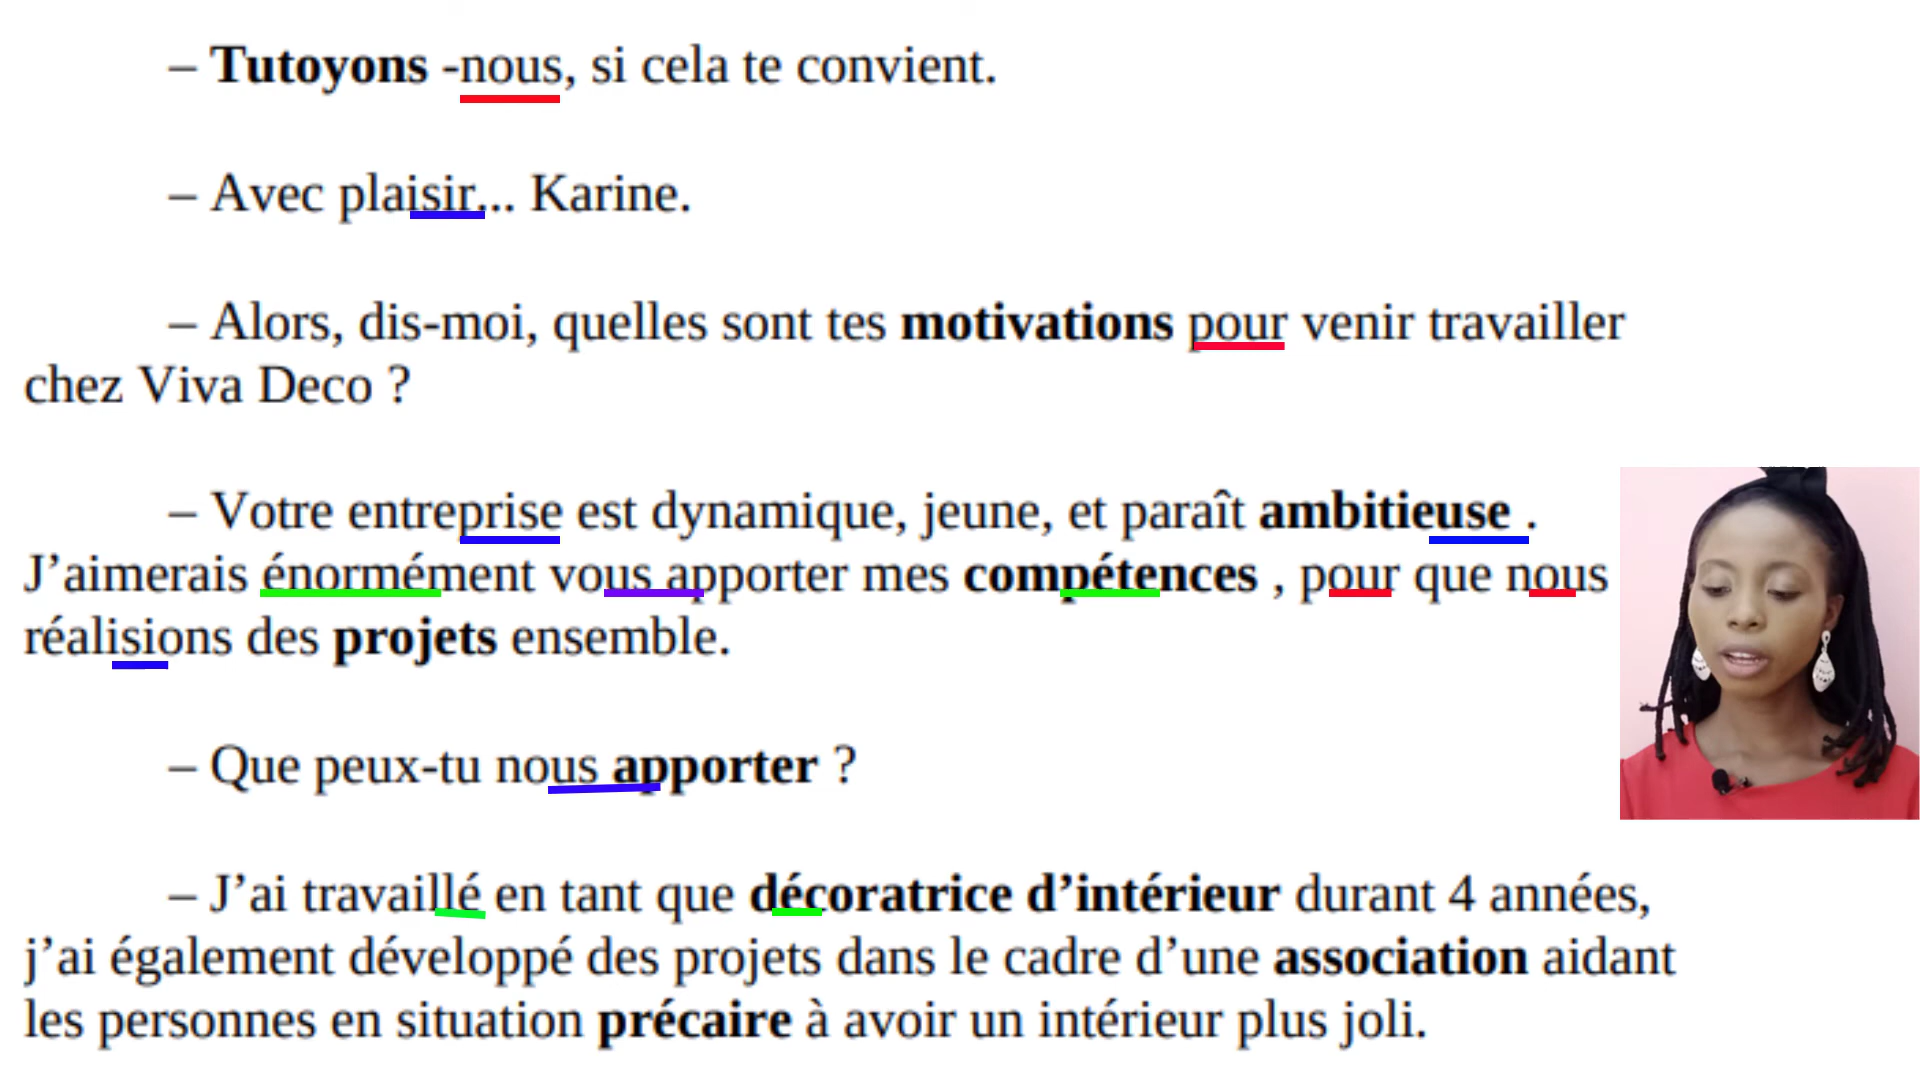 – Tutoyons -nous, si cela te convient.
– Avec plaisir... Karine.
– Alors, dis-moi, quelles sont tes motivations pour venir travailler
chez Viva Deco ?
– Votre entreprise est dynamique, jeune, et paraît ambitieuse .
J’aimerais énormément vous apporter mes compétences , pour que nous
réalisions des projets ensemble.
– Que peux-tu nous apporter ?
– J’ai travaillé en tant que décoratrice d’intérieur durant 4 années,
j’ai également développé des projets dans le cadre d’une association aidant
les personnes en situation précaire à avoir un intérieur plus joli.